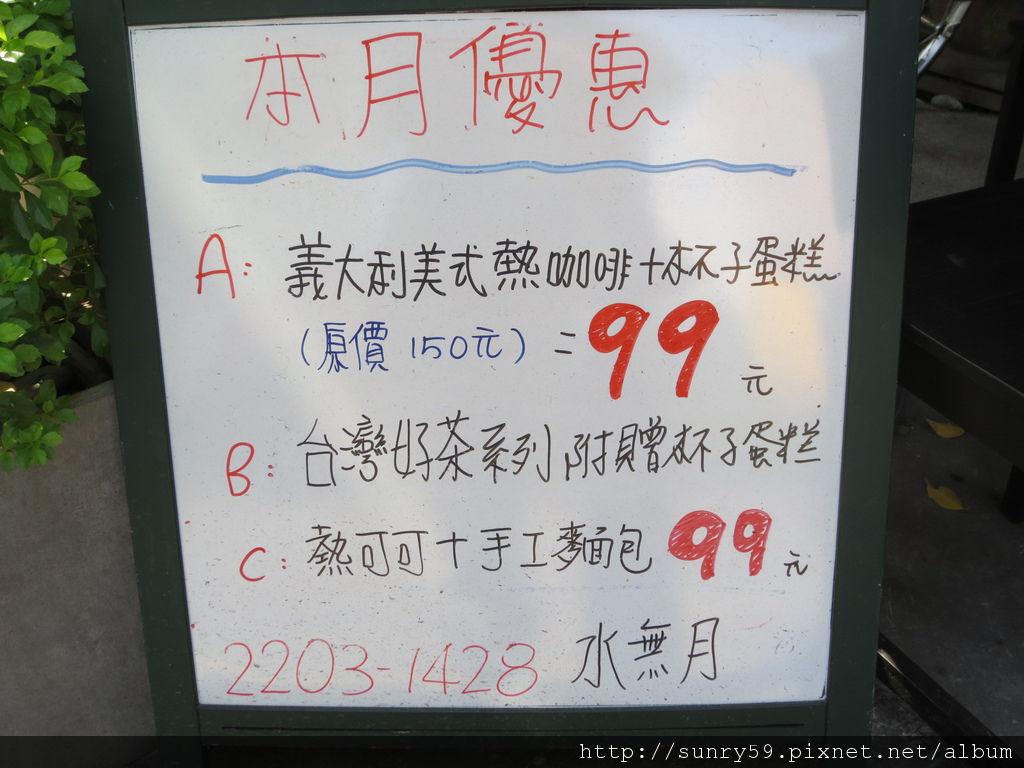 本月優惠
A: 義大利美式熱咖啡+杯子蛋糕
(原價 150元) = 99 元
B: 台灣好茶系列 附贈杯子蛋糕
C: 熱可可+手工麵包 99 元
2203-1428 水無月
http://sunry59.pixnet.net/album